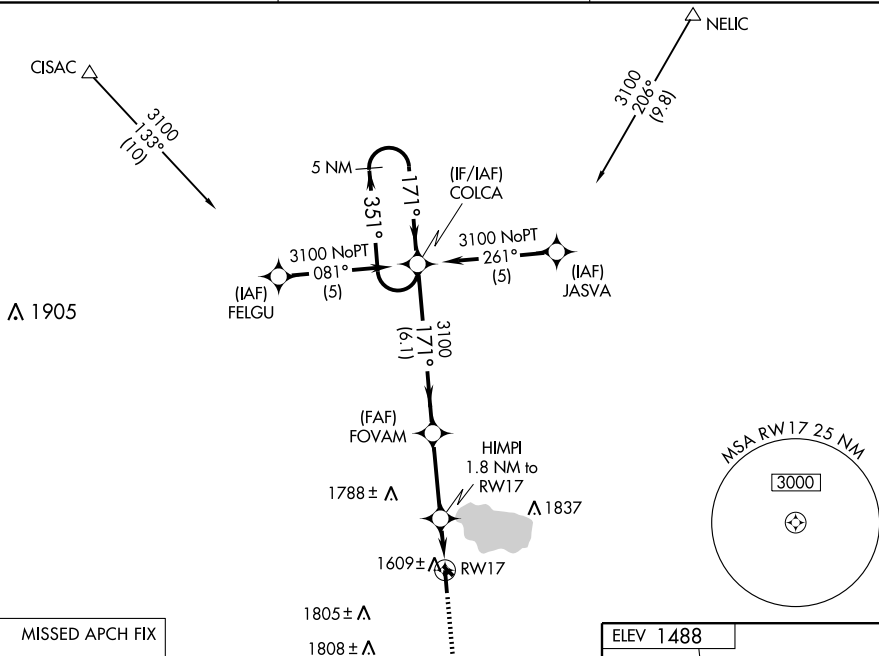 NELIC
CISAC
3100
206°
(9.8)
3100
133°
(10)
5 NM
171°
351°
(IF/IAF)
COLCA
3100 NoPT
081°
(5)
3100 NoPT
261°
(5)
(IAF)
FELGU
(IAF)
JASVA
1905
3100
171°
(6.1)
(FAF)
FOVAM
HIMPI
1.8 NM to
RW17
MSA RW17 25 NM
3000
1788±
1837
1609±
RW17
1805±
1808±
MISSED APCH FIX
ELEV 1488